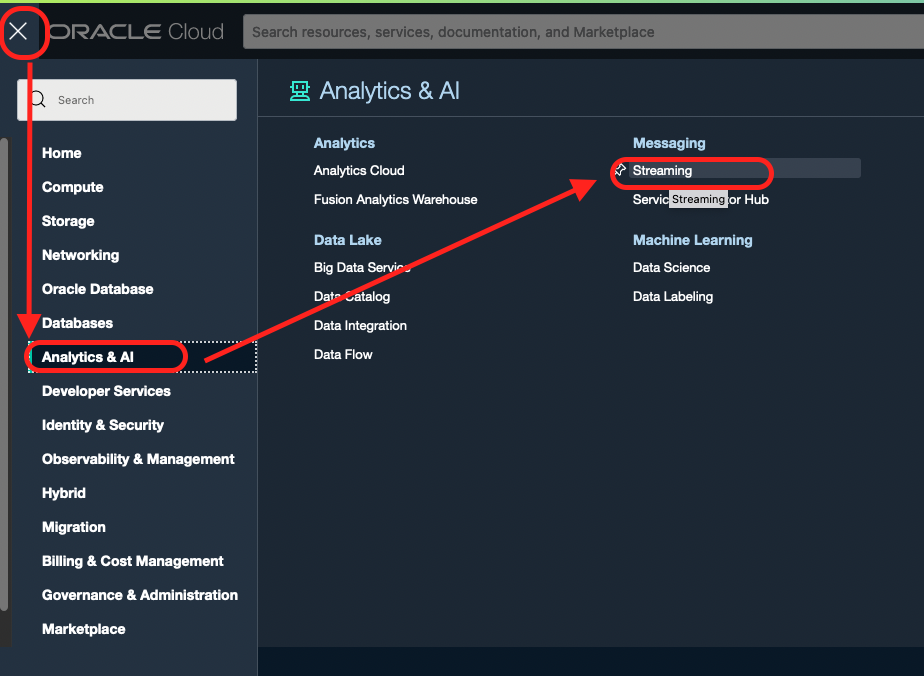 ORACLE Cloud
Search resources, services, documentation, and Marketplace
Search
Home
Compute
Storage
Networking
Oracle Database
Databases
Analytics & AI
Developer Services
Identity & Security
Observability & Management
Hybrid
Migration
Billing & Cost Management
Governance & Administration
Marketplace
Analytics & AI
Analytics
Analytics Cloud
Fusion Analytics Warehouse
Data Lake
Big Data Service
Data Catalog
Data Integration
Data Flow
Messaging
Streaming
Streaming
Hub
Machine Learning
Data Science
Data Labeling